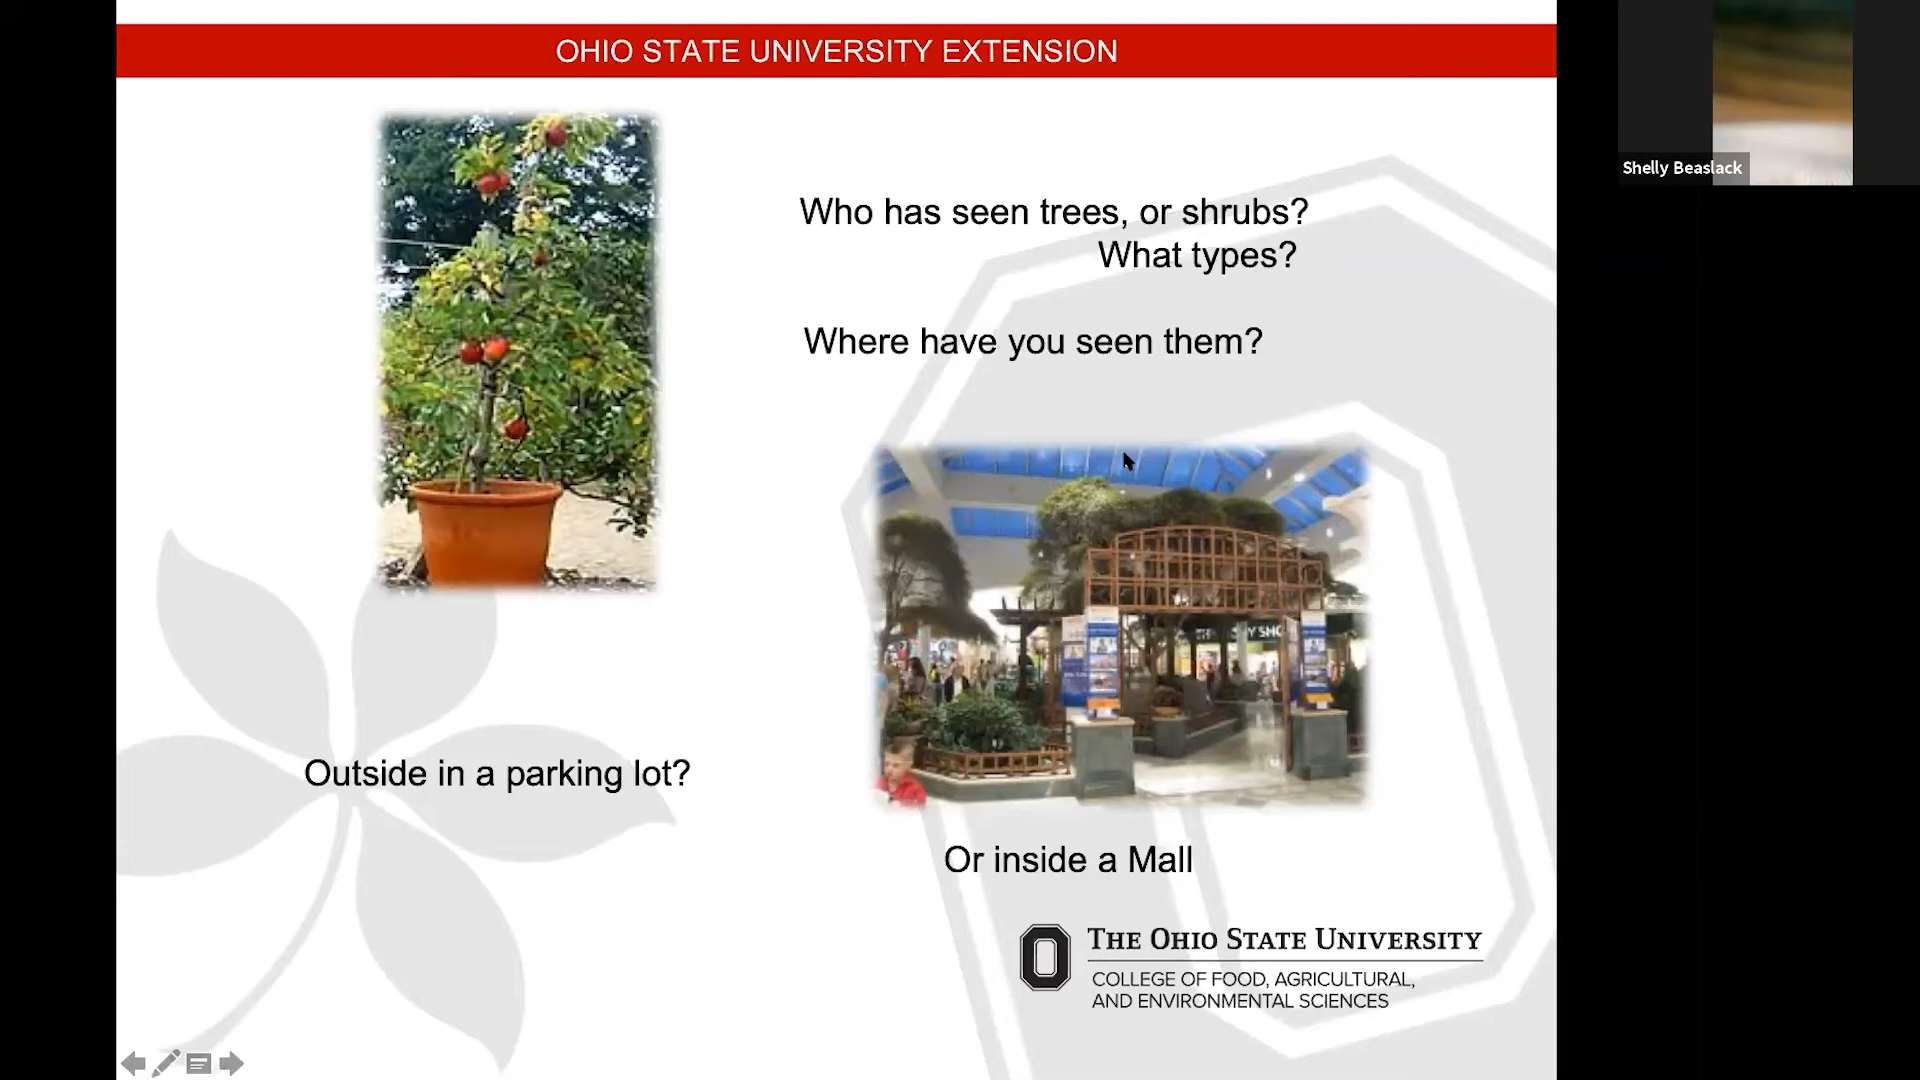 OHIO STATE UNIVERSITY EXTENSION
Shelly Beaslack
Who has seen trees, or shrubs?
What types?
Where have you seen them?
Outside in a parking lot?
Or inside a Mall
THE OHIO STATE UNIVERSITY
COLLEGE OF FOOD, AGRICULTURAL,
AND ENVIRONMENTAL SCIENCES